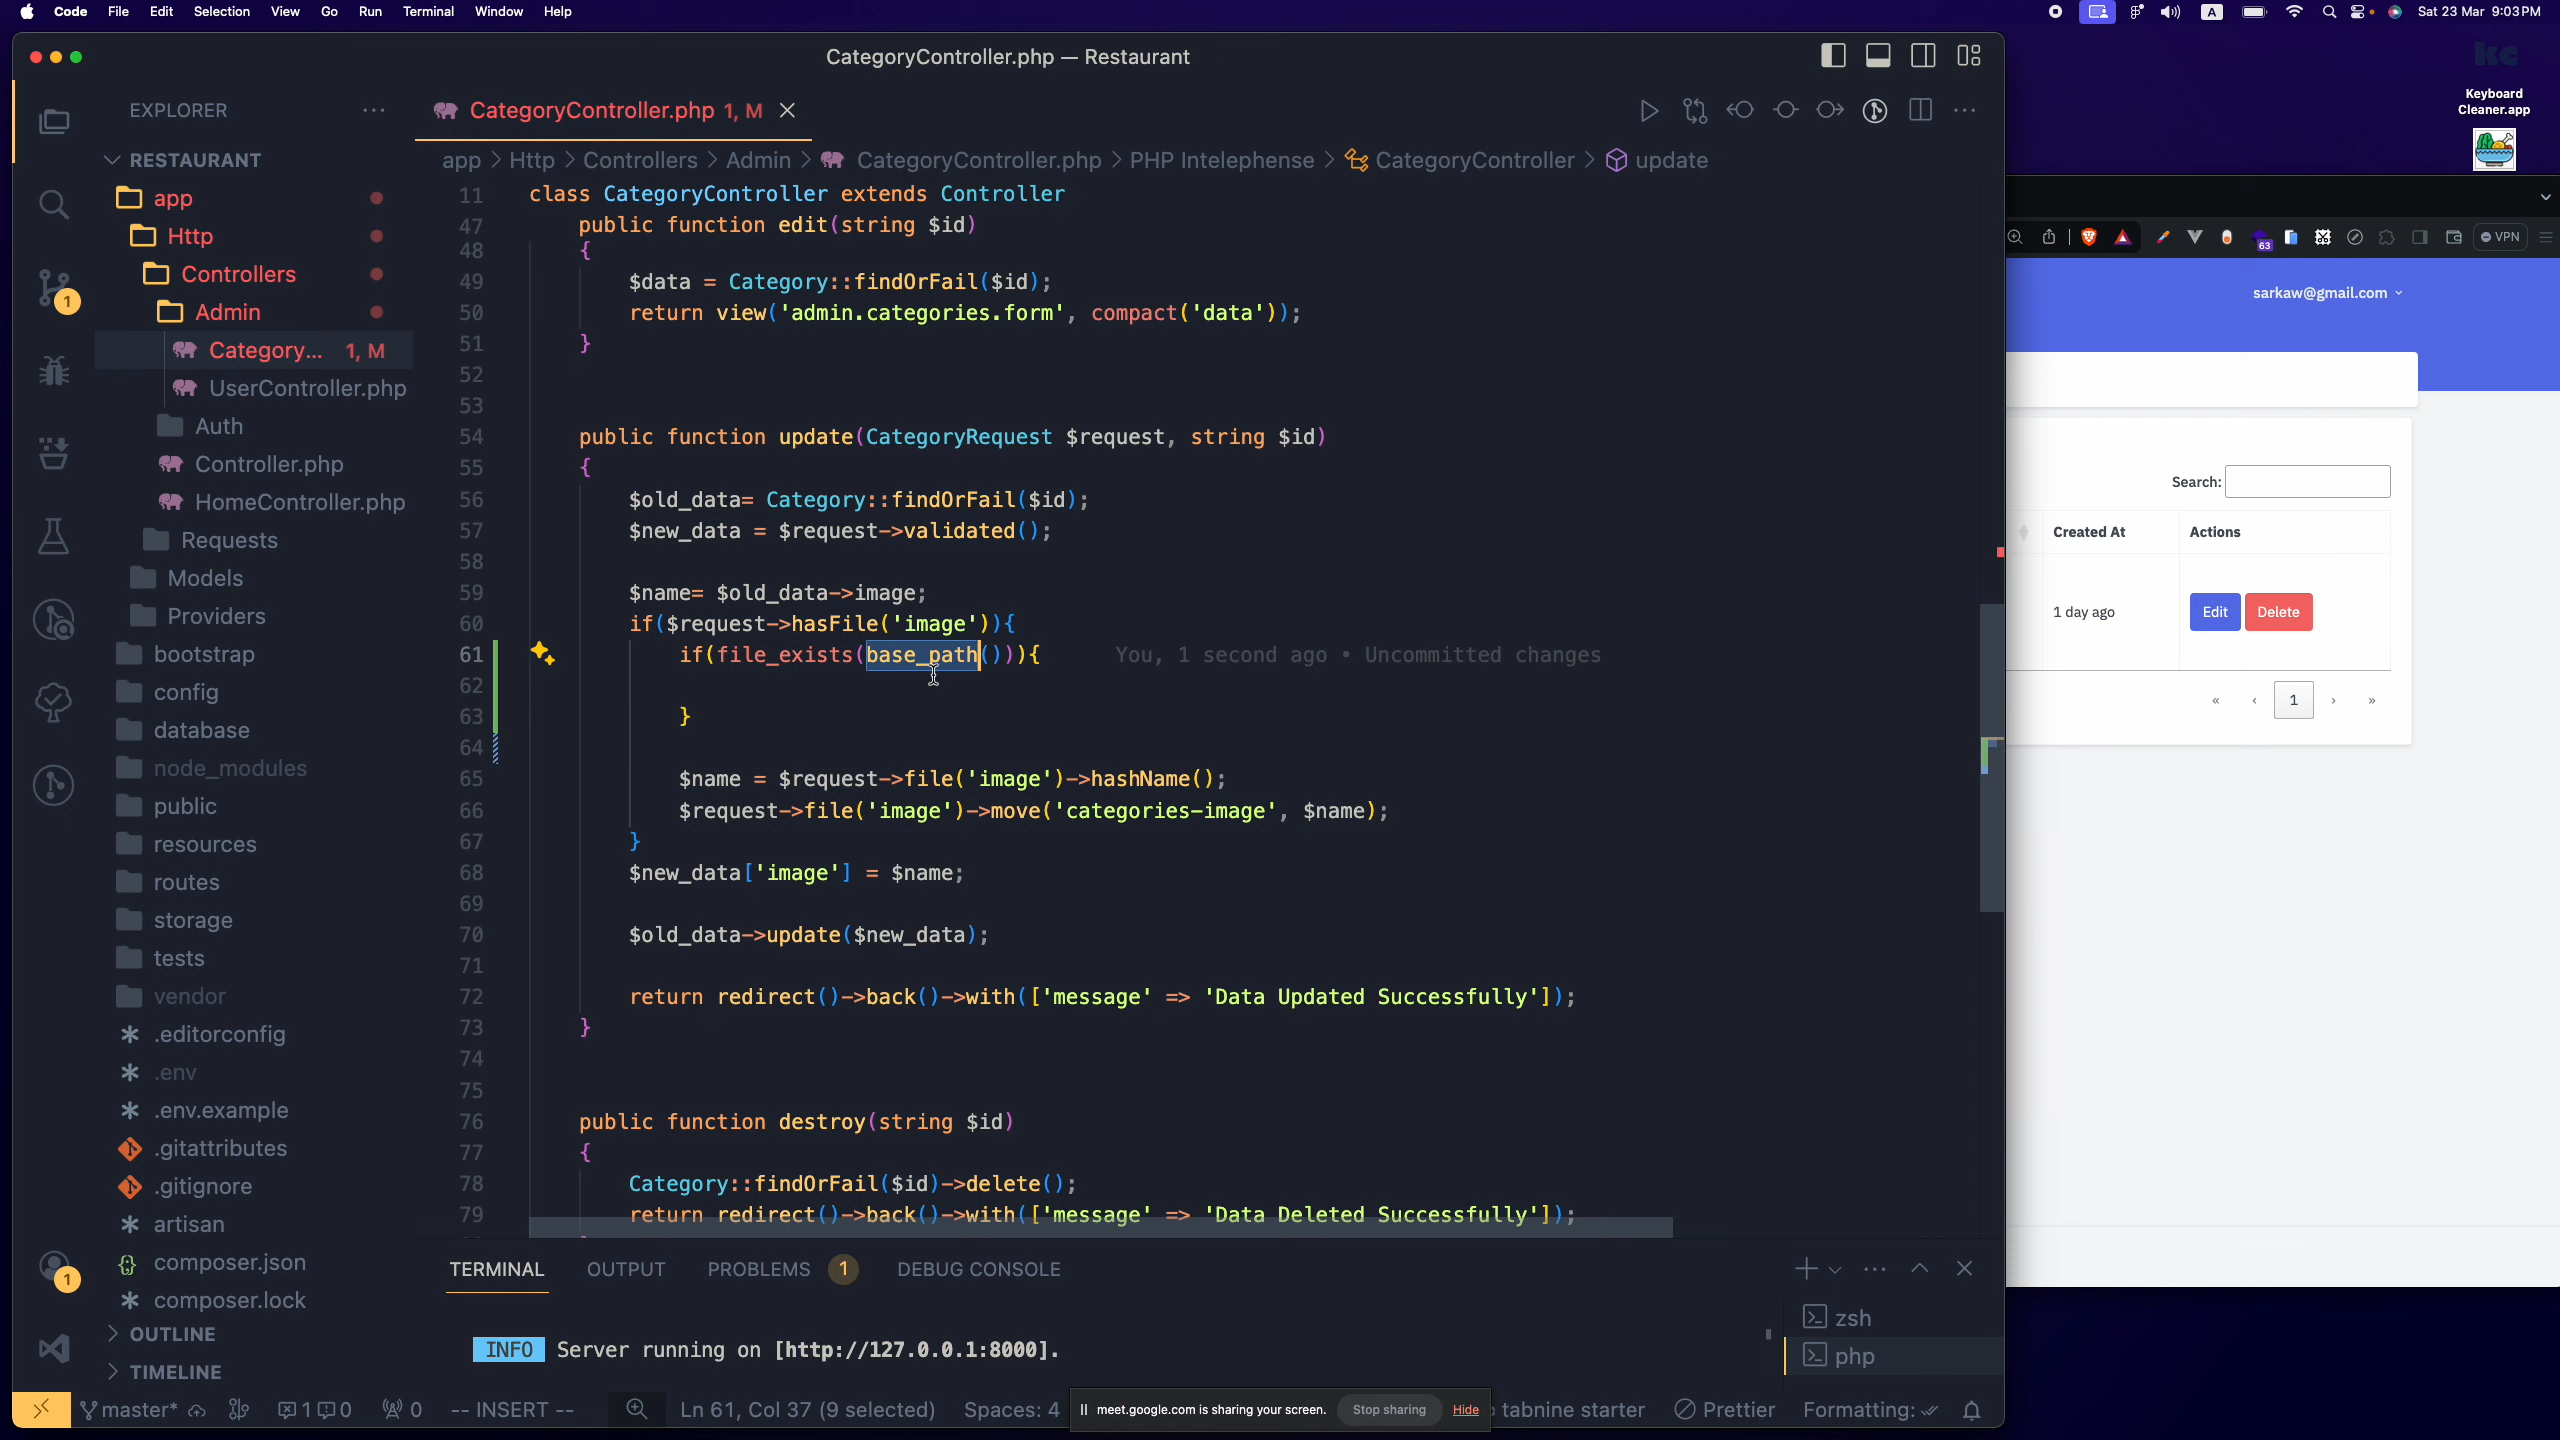 Code File Edit Selection View Go Run Terminal Window Help
A Sat 23 Mar 9:03 PM
kc
Keyboard
Cleaner.app
CategoryController.php — Restaurant
EXPLORER
CategoryController.php 1, M
app > Http > Controllers > Admin > CategoryController.php > PHP Intelephense > CategoryController > update
RESTAURANT
app
Http
Controllers
Admin
Category... 1, M
UserController.php
Auth
Controller.php
HomeController.php
Requests
Models
Providers
bootstrap
config
database
node_modules
public
resources
routes
storage
tests
vendor
.editorconfig
.env
.env.example
.gitattributes
.gitignore
artisan
composer.json
composer.lock
OUTLINE
TIMELINE
1
1
11 class CategoryController extends Controller
47 public function edit(string $id)
48 {
49 $data = Category::findOrFail($id);
50 return view('admin.categories.form', compact('data'));
51 }
52
53
54 public function update(CategoryRequest $request, string $id)
55 {
56 $old_data= Category::findOrFail($id);
57 $new_data = $request->validated();
58
59 $name= $old_data->image;
60 if($request->hasFile('image')){
61 if(file_exists(base_path())){ You, 1 second ago • Uncommitted changes
62
63 }
64
65 $name = $request->file('image')->hashName();
66 $request->file('image')->move('categories-image', $name);
67 }
68 $new_data['image'] = $name;
69
70 $old_data->update($new_data);
71
72 return redirect()->back()->with(['message' => 'Data Updated Successfully']);
73 }
74
75
76 public function destroy(string $id)
77 {
78 Category::findOrFail($id)->delete();
79 return redirect()->back()->with(['message' => 'Data Deleted Successfully']);
TERMINAL OUTPUT PROBLEMS 1 DEBUG CONSOLE
INFO Server running on [http://127.0.0.1:8000].
zsh
php
master* 1 0 0 -- INSERT -- Ln 61, Col 37 (9 selected) Spaces: 4
meet.google.com is sharing your screen. Stop sharing Hide
tabnine starter Prettier Formatting:
63 VPN
sarkaw@gmail.com
Search:
Created At Actions
1 day ago Edit Delete
« ‹ 1 › »